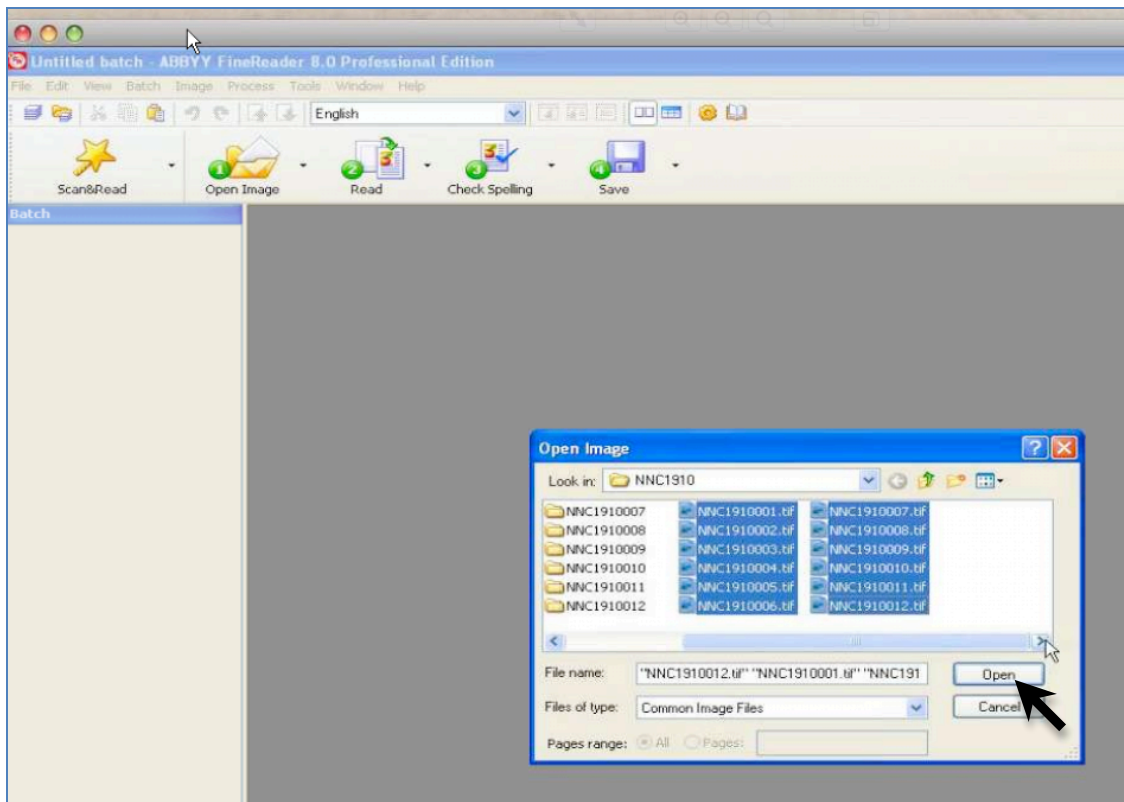 Untitled batch - ABBYY FineReader 8.0 Professional Edition
File Edit View Batch Image Process Tools Window Help
English
1 2 3 4
Scan&Read Open Image Read Check Spelling Save
Batch
Open Image
Look in: NNC1910
NNC1910007 NNC1910001.tif NNC1910007.tif
NNC1910008 NNC1910002.tif NNC1910008.tif
NNC1910009 NNC1910003.tif NNC1910009.tif
NNC1910010 NNC1910004.tif NNC1910010.tif
NNC1910011 NNC1910005.tif NNC1910011.tif
NNC1910012 NNC1910006.tif NNC1910012.tif
File name: "NNC1910012.tif" "NNC1910001.tif" "NNC191
Open
Files of type: Common Image Files
Cancel
Pages range: All Pages: